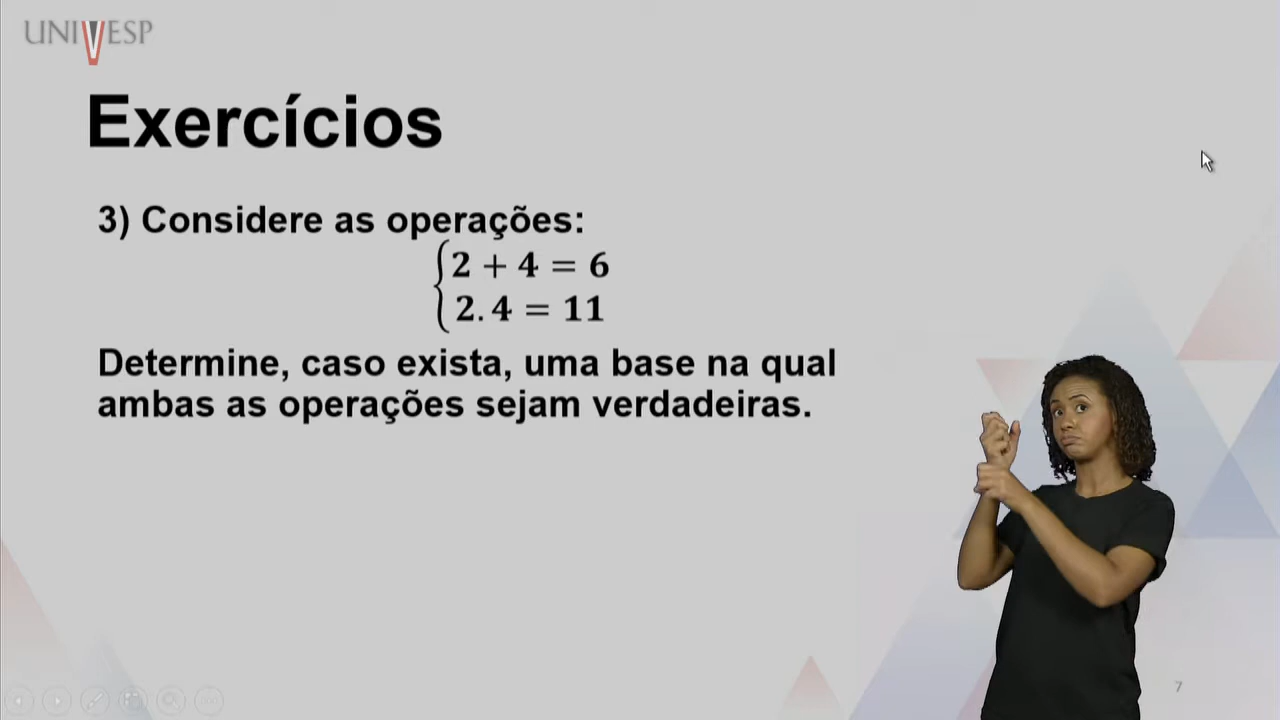 UNIVESP
Exercícios
3) Considere as operações:
2 + 4 = 6
2. 4 = 11
Determine, caso exista, uma base na qual
ambas as operações sejam verdadeiras.
7